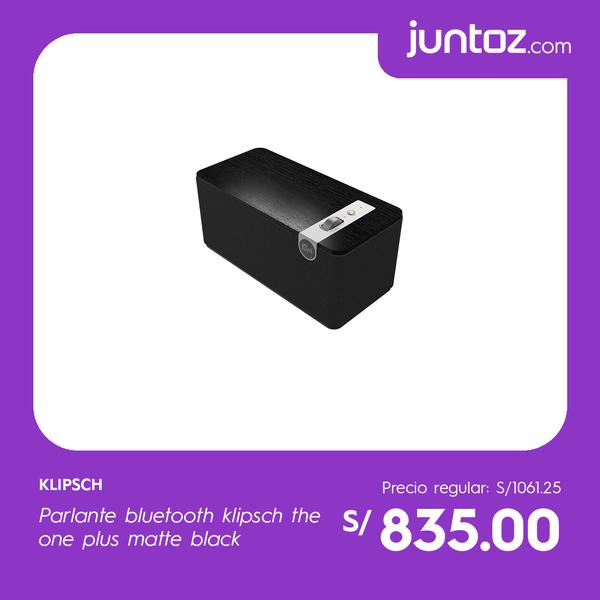 juntoz.com
KLIPSCH
Parlante bluetooth klipsch the
one plus matte black
Precio regular: S/1061.25
S/ 835.00